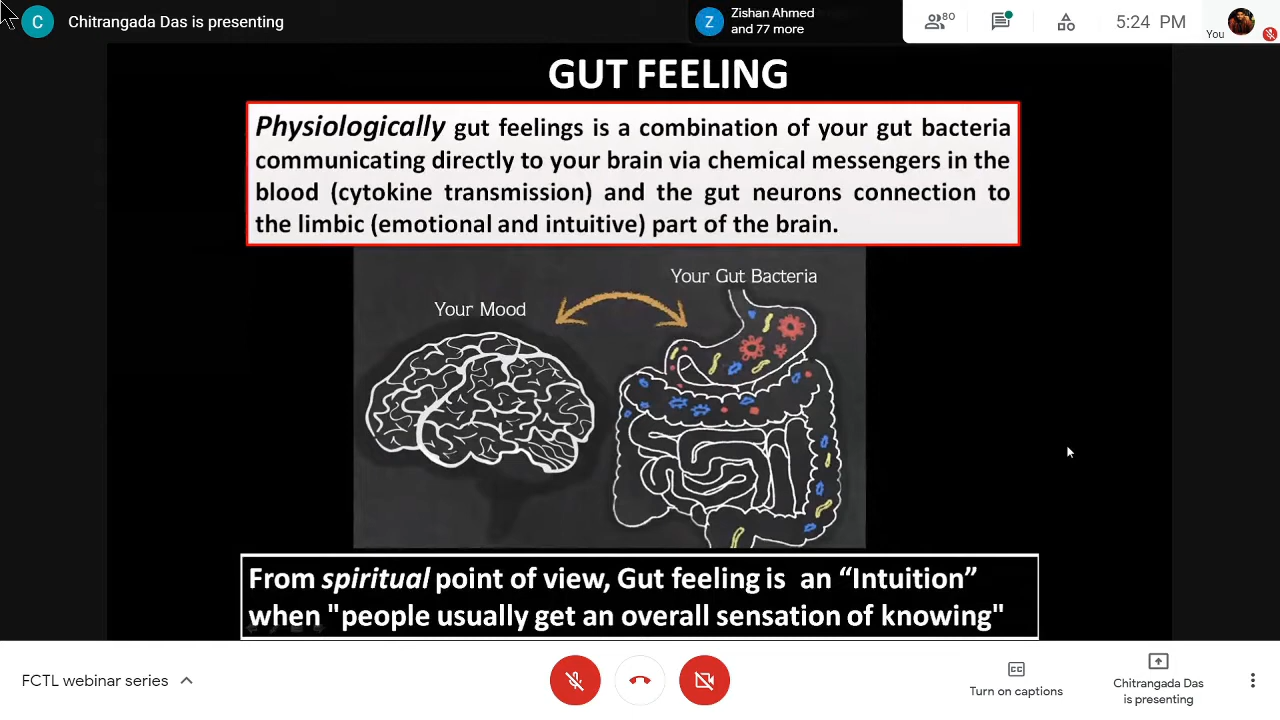 C
Chitrangada Das is presenting
Z
Zishan Ahmed
and 77 more
80
5:24 PM
You
GUT FEELING
Physiologically gut feelings is a combination of your gut bacteria
communicating directly to your brain via chemical messengers in the
blood (cytokine transmission) and the gut neurons connection to
the limbic (emotional and intuitive) part of the brain.
Your Gut Bacteria
Your Mood
From spiritual point of view, Gut feeling is an “Intuition”
when "people usually get an overall sensation of knowing"
FCTL webinar series
CC
Turn on captions
Chitrangada Das
is presenting